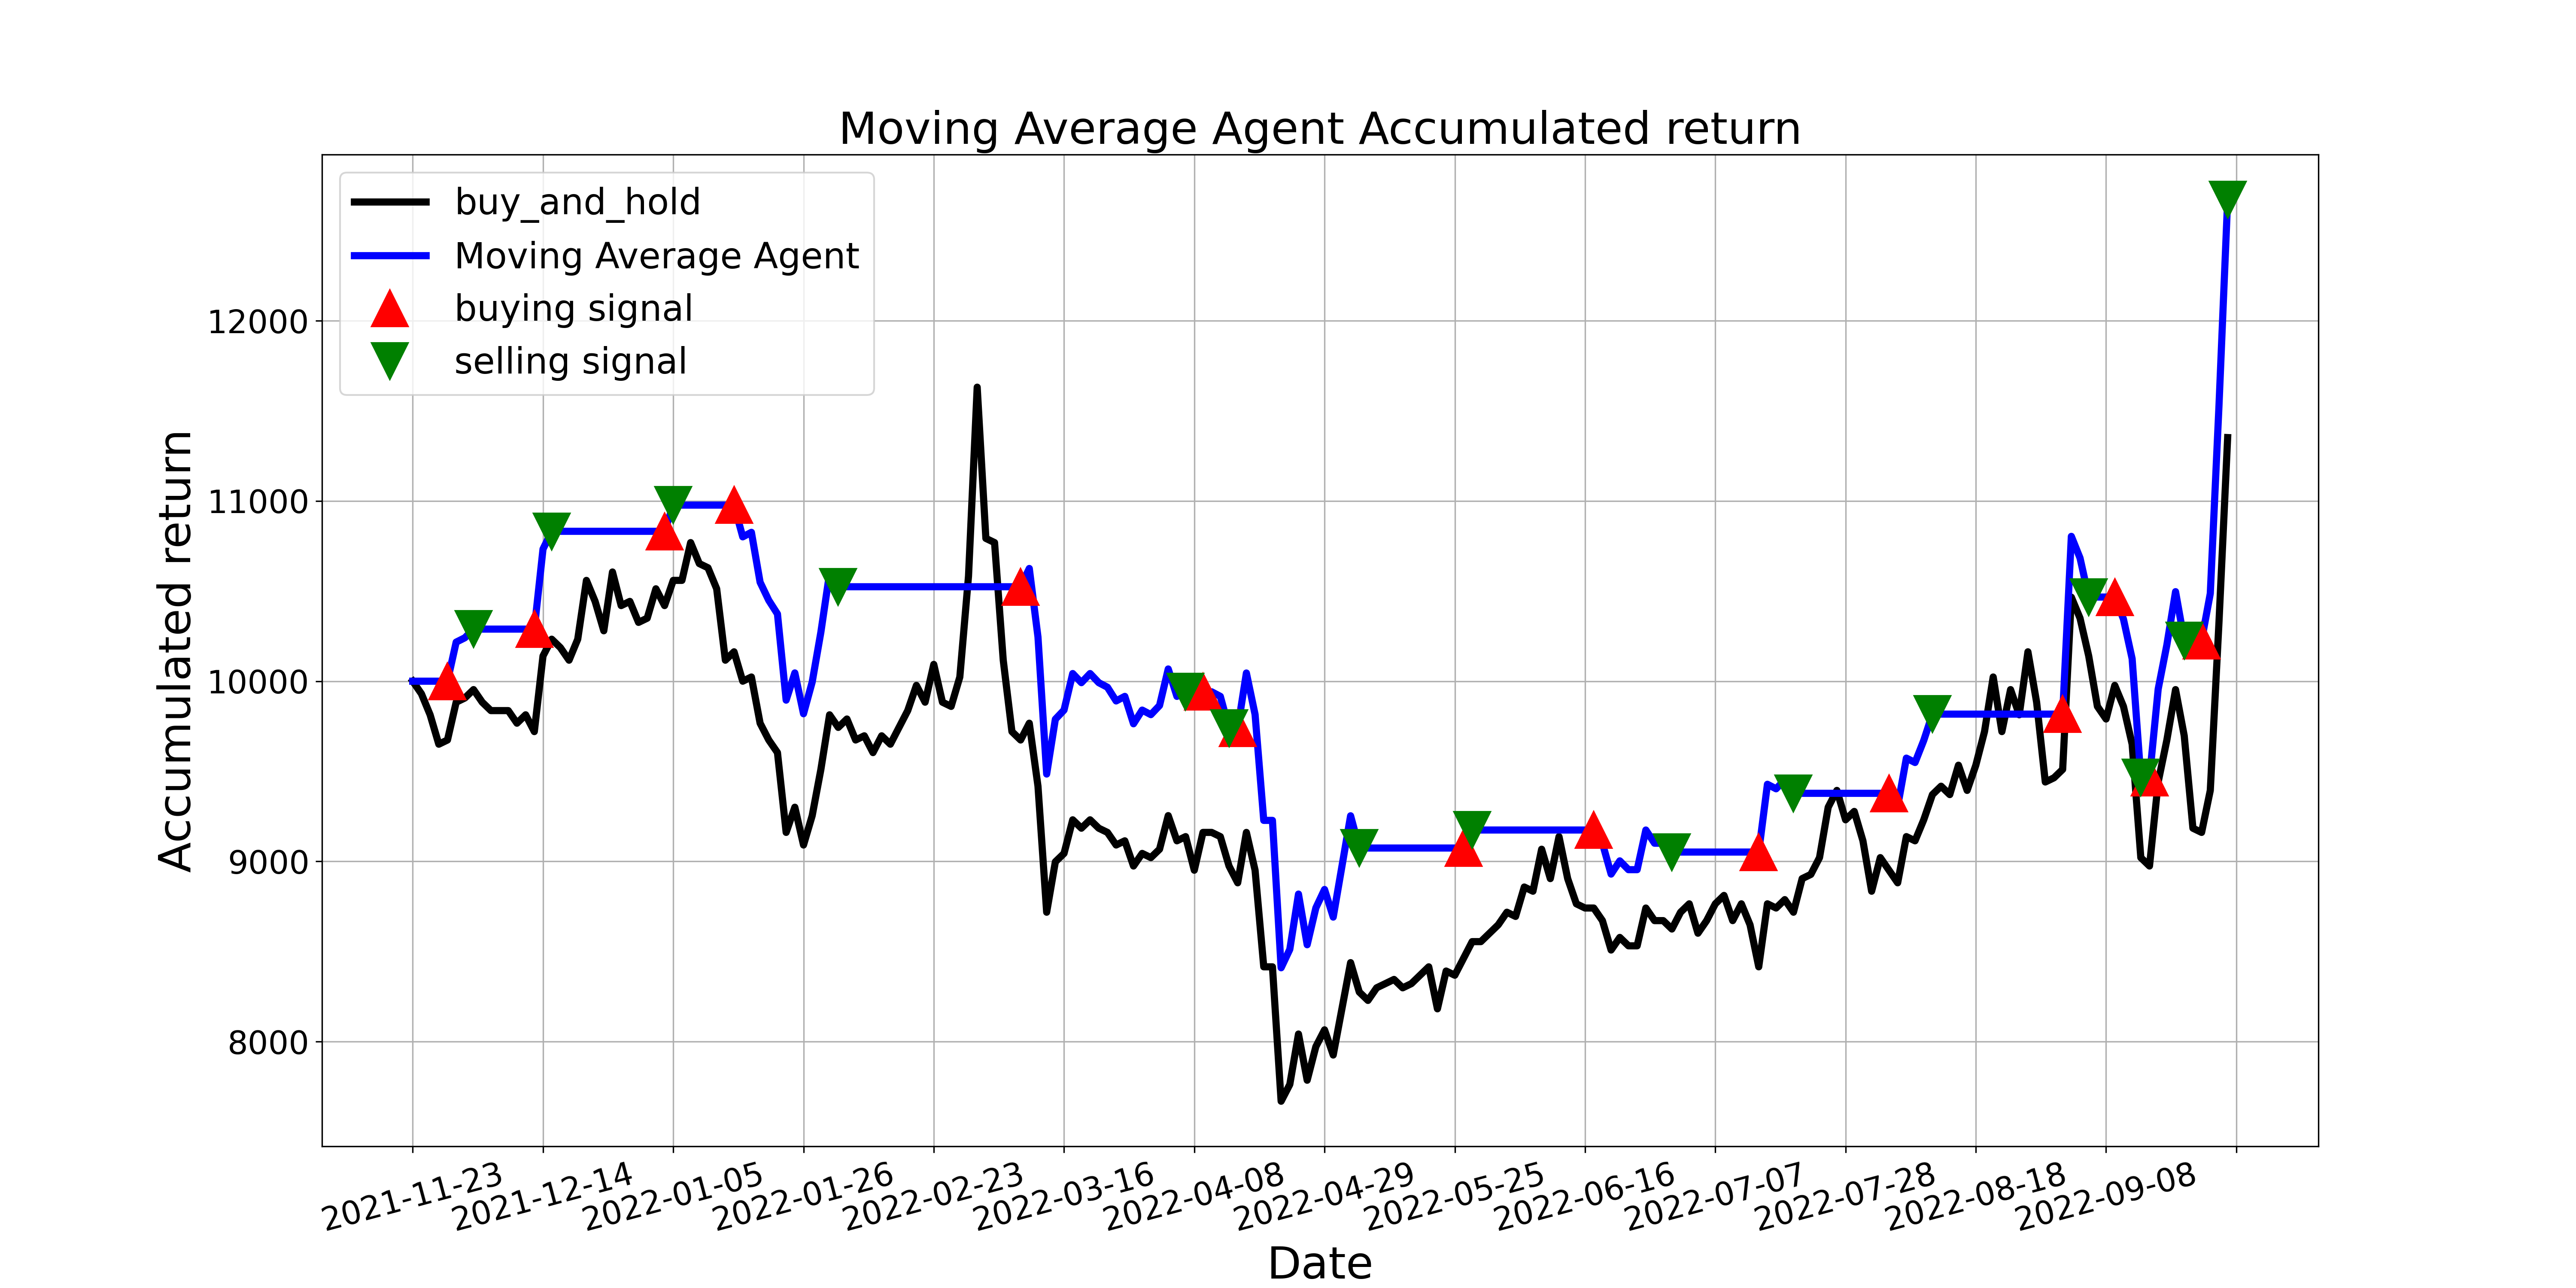 Moving Average Agent Accumulated return
buy_and_hold
Moving Average Agent
buying signal
selling signal
Accumulated return
12000
11000
10000
9000
8000
2021-11-23
2021-12-14
2022-01-05
2022-01-26
2022-02-23
2022-03-16
2022-04-08
2022-04-29
2022-05-25
2022-06-16
2022-07-07
2022-07-28
2022-08-18
2022-09-08
Date